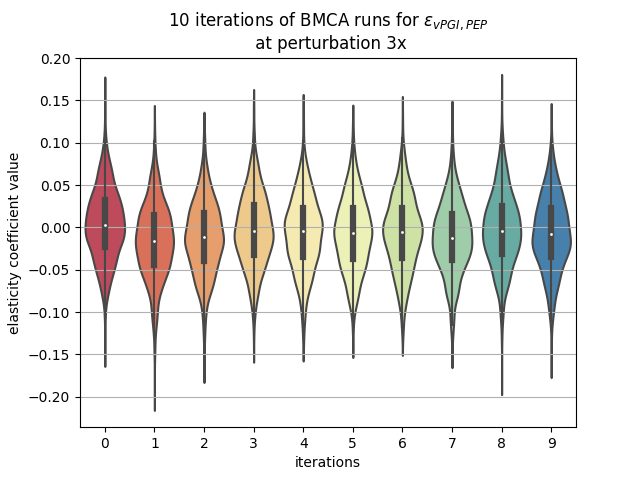 10 iterations of BMCA runs for $\varepsilon_{vPGI, PEP}$
at perturbation 3x
elasticity coefficient value
0.20
0.15
0.10
0.05
0.00
−0.05
−0.10
−0.15
−0.20
0 1 2 3 4 5 6 7 8 9
iterations